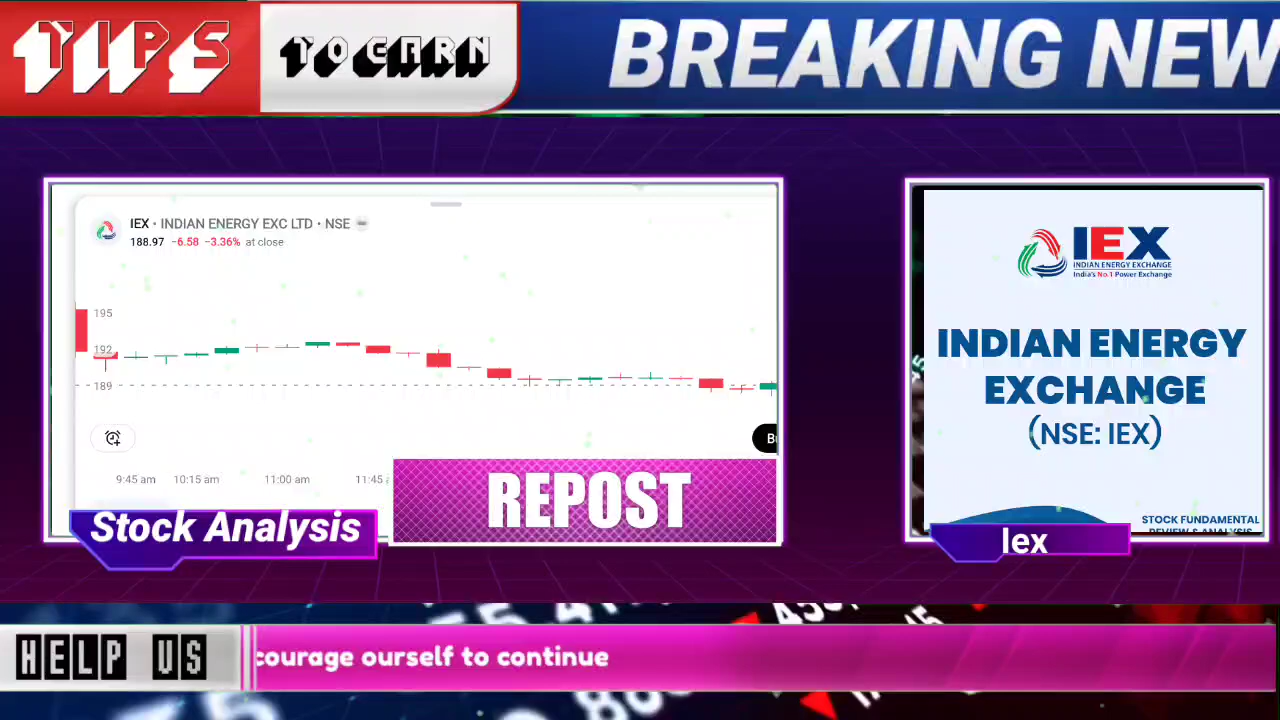 TIPS
TO EARN
BREAKING NEW
IEX • INDIAN ENERGY EXC LTD • NSE
188.97 −6.58 −3.36% at close
195
192
189
9:45 am 10:15 am 11:00 am 11:45
REPOST
Stock Analysis
IEX
INDIAN ENERGY EXCHANGE
India's No.1 Power Exchange
INDIAN ENERGY
EXCHANGE
(NSE: IEX)
STOCK FUNDAMENTAL
REVIEW & ANALYSIS
Iex
HELP US
courage ourself to continue